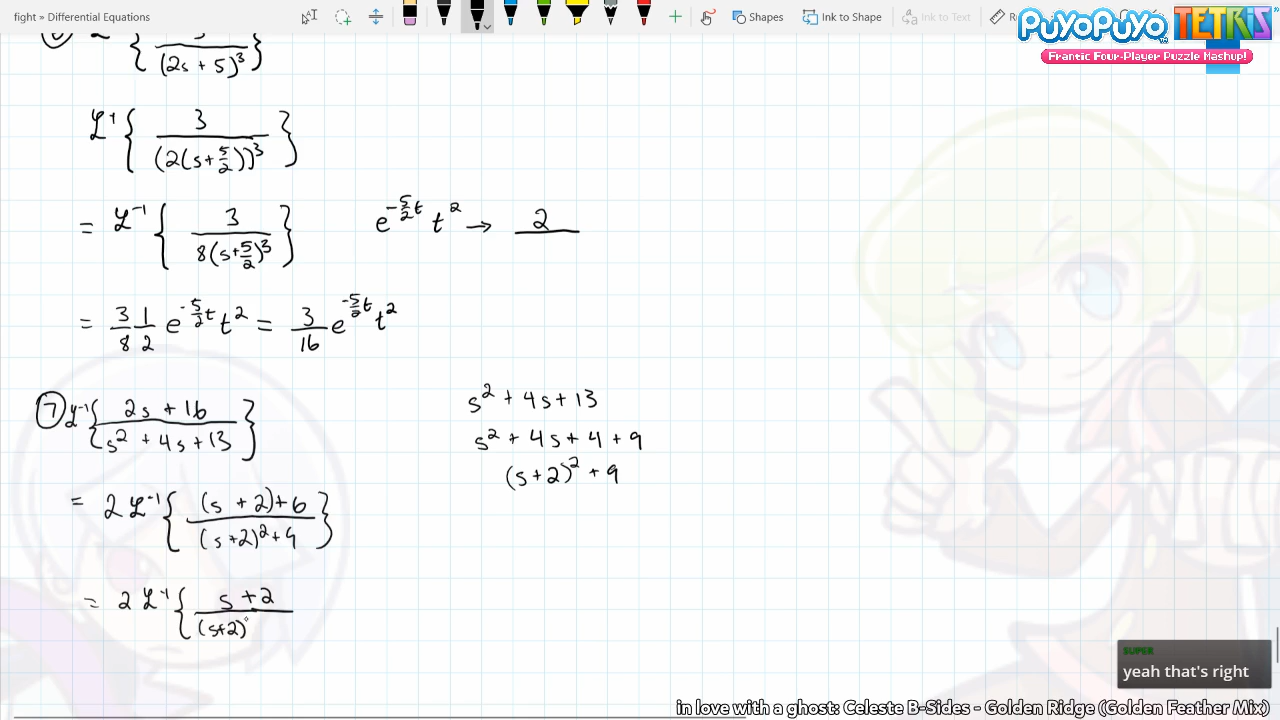 fight > Differential Equations
Shapes
Ink to Shape
Ink to Text
PuyoPuyo TETRIS
Frantic Four-Player Puzzle Mashup!
{ (2s + 5)³ }
ℒ⁻¹ { 3 / (2(s+5/2))³ }
= ℒ⁻¹ { 3 / 8(s+5/2)³ } e^(-5/2 t) t² → 2
= 3/8 1/2 e^(-5/2 t) t² = 3/16 e^(-5/2 t) t²
⑦ ℒ⁻¹{ 2s + 16 / s² + 4s + 13 }
s² + 4s + 13
s² + 4s + 4 + 9
(s + 2)² + 9
= 2 ℒ⁻¹ { (s + 2) + 6 / (s+2)² + 9 }
= 2 ℒ⁻¹ { s + 2 / (s+2)
SUPER
yeah that's right
in love with a ghost: Celeste B-Sides - Golden Ridge (Golden Feather Mix)